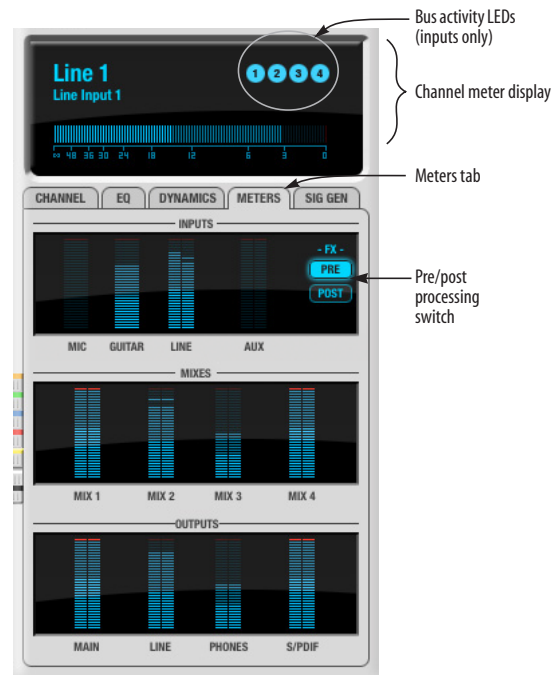 Bus activity LEDs
(inputs only)
Line 1
Line Input 1
1 2 3 4
Channel meter display
∞ 48 36 30 24 18 12 6 3 0
Meters tab
CHANNEL EQ DYNAMICS METERS SIG GEN
INPUTS
- FX -
PRE
POST
Pre/post
processing
switch
MIC GUITAR LINE AUX
MIXES
MIX 1 MIX 2 MIX 3 MIX 4
OUTPUTS
MAIN LINE PHONES S/PDIF